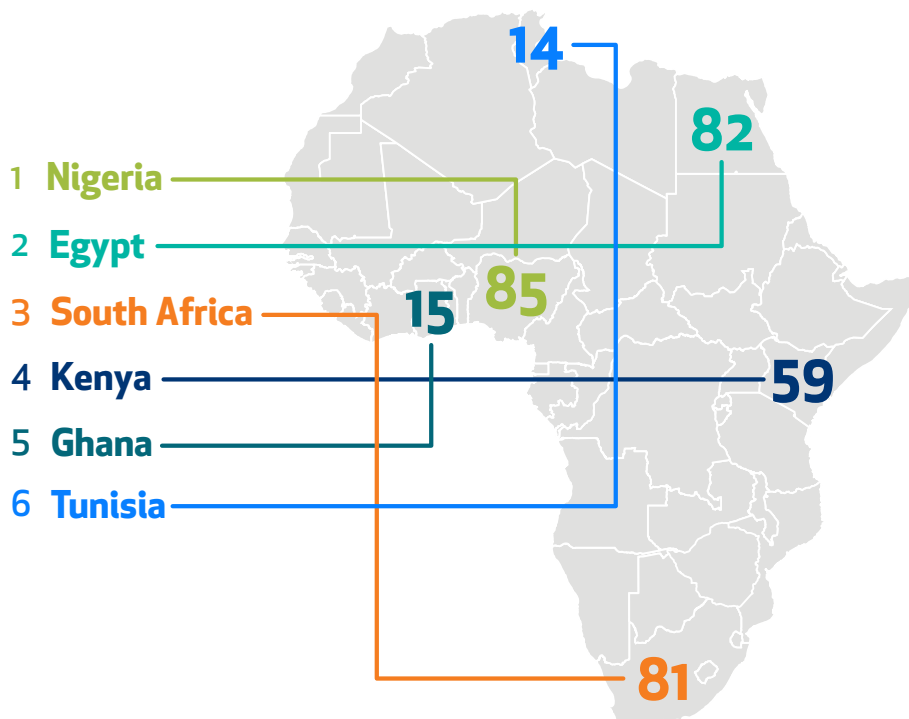 14
82
1 Nigeria
2 Egypt
85
15
3 South Africa
4 Kenya
59
5 Ghana
6 Tunisia
81